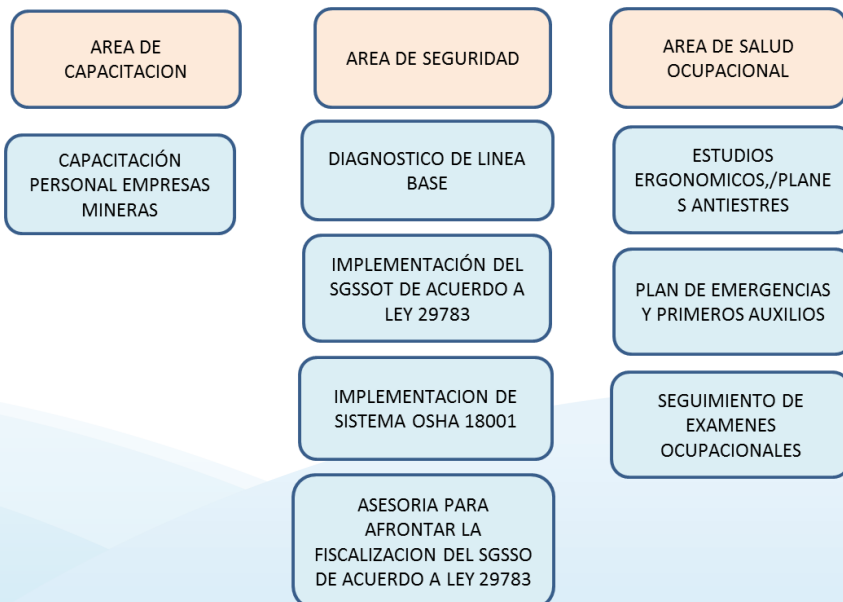 AREA DE
CAPACITACION
CAPACITACIÓN
PERSONAL EMPRESAS
MINERAS
AREA DE SEGURIDAD
DIAGNOSTICO DE LINEA
BASE
IMPLEMENTACIÓN DEL
SGSSOT DE ACUERDO A
LEY 29783
IMPLEMENTACION DE
SISTEMA OSHA 18001
ASESORIA PARA
AFRONTAR LA
FISCALIZACION DEL SGSSO
DE ACUERDO A LEY 29783
AREA DE SALUD
OCUPACIONAL
ESTUDIOS
ERGONOMICOS,/PLANE
S ANTIESTRES
PLAN DE EMERGENCIAS
Y PRIMEROS AUXILIOS
SEGUIMIENTO DE
EXAMENES
OCUPACIONALES